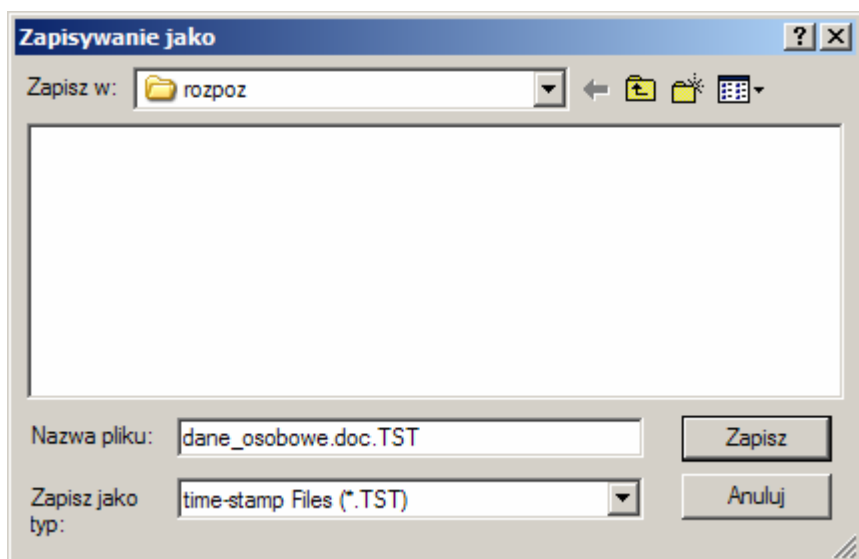 Zapisywanie jako
Zapisz w: rozpoz
Nazwa pliku: dane_osobowe.doc.TST Zapisz
Zapisz jako typ: time-stamp Files (*.TST) Anuluj